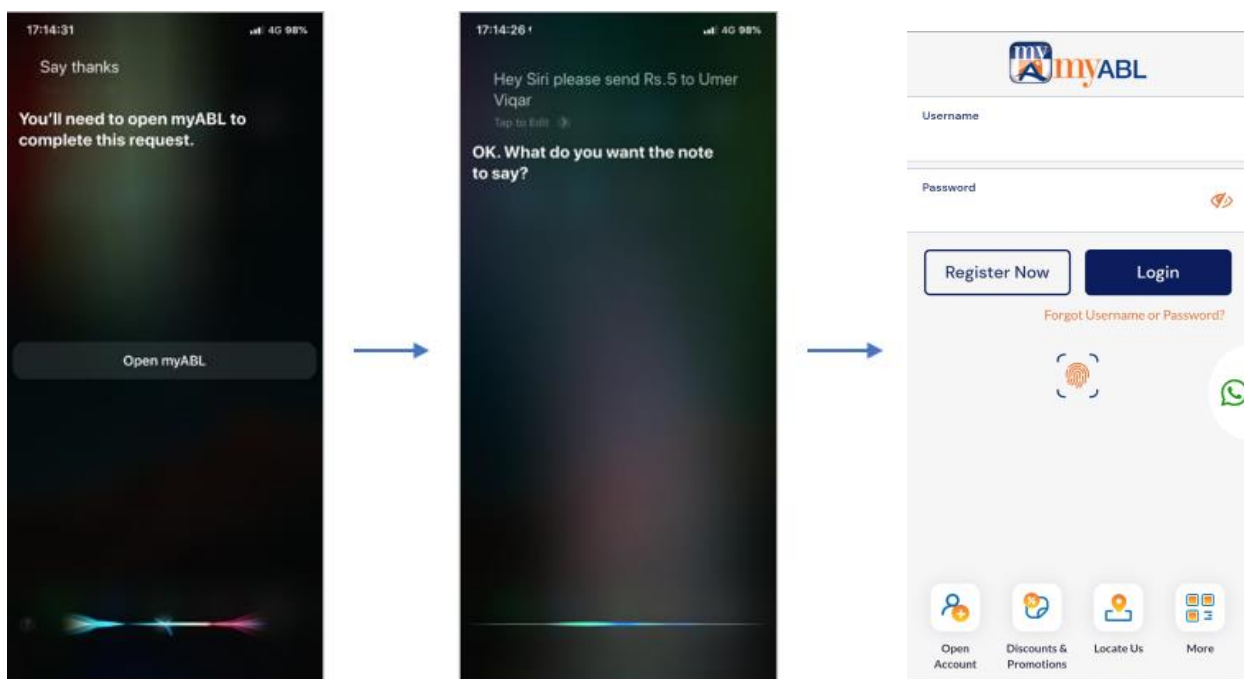 17:14:31
4G 98%
Say thanks
You'll need to open myABL to
complete this request.
Open myABL
17:14:26
4G 98%
Hey Siri please send Rs.5 to Umer
Viqar
Tap to Edit
OK. What do you want the note
to say?
my myABL
Username
Password
Register Now
Login
Forgot Username or Password?
Open
Account
Discounts &
Promotions
Locate Us
More